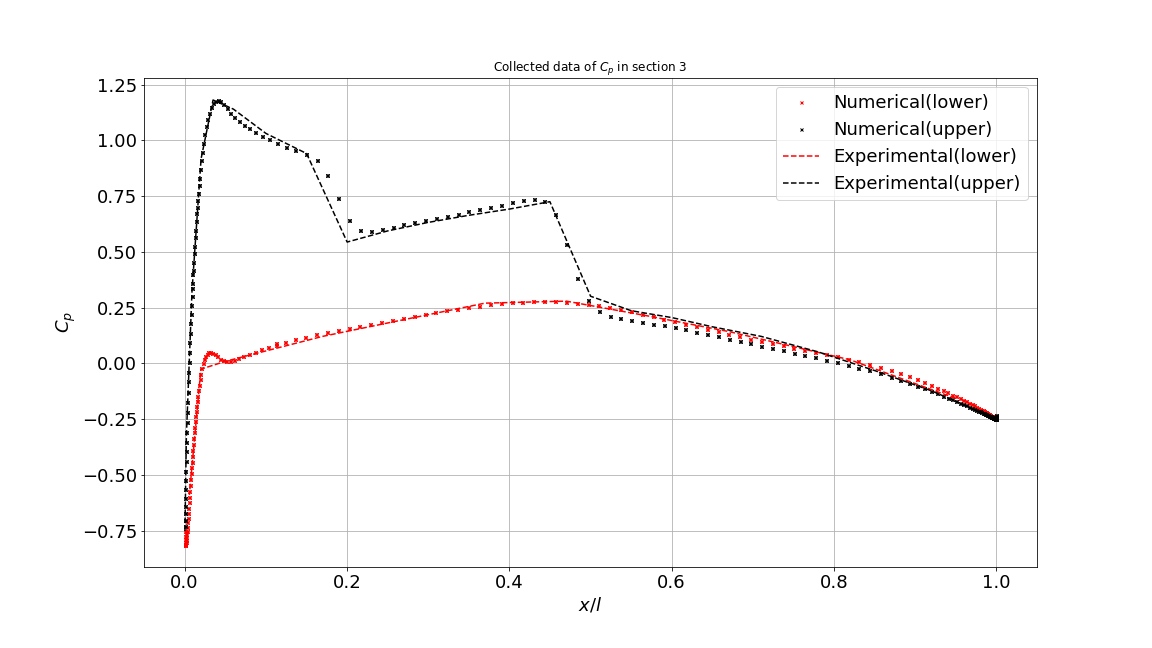 Collected data of $C_p$ in section 3
1.25
1.00
0.75
0.50
0.25
0.00
−0.25
−0.50
−0.75
$C_p$
Numerical(lower)
Numerical(upper)
Experimental(lower)
Experimental(upper)
0.0 0.2 0.4 0.6 0.8 1.0
x/l